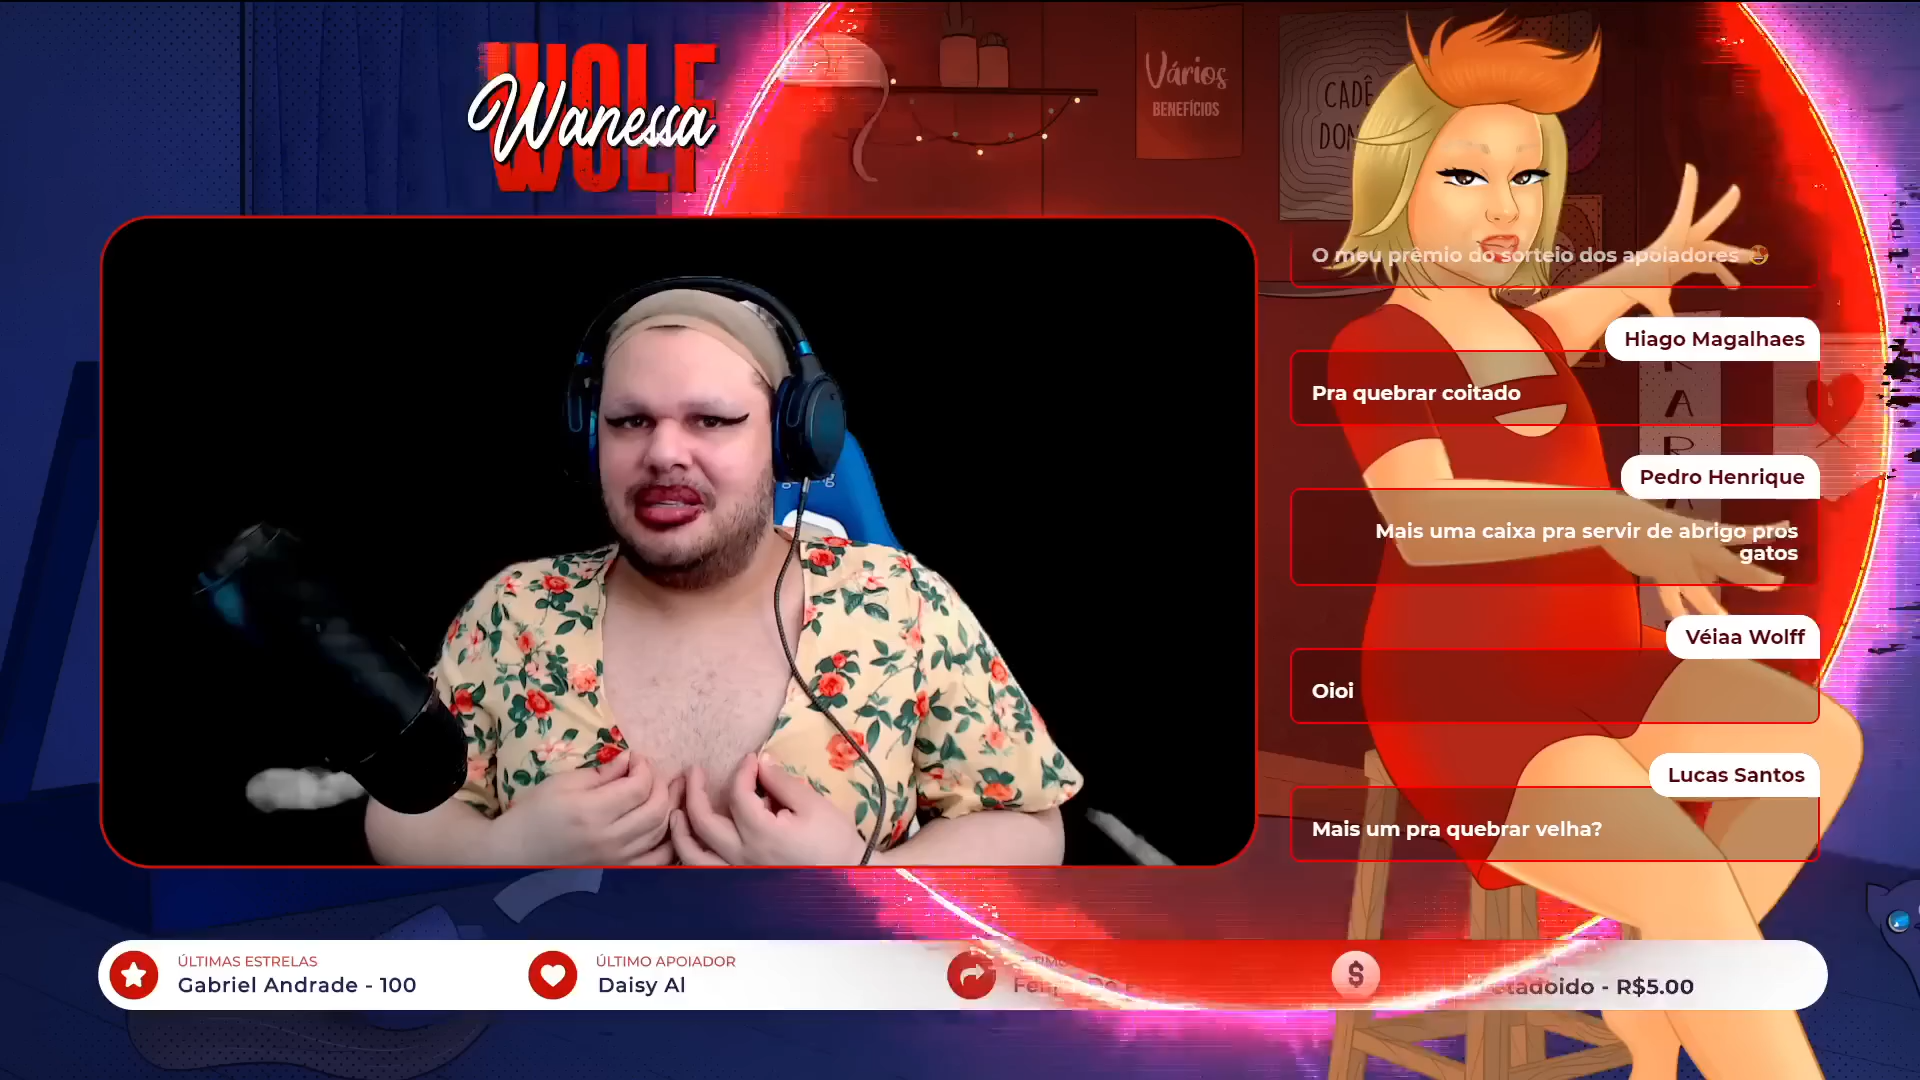 WOLF
Wanessa
Vários
BENEFÍCIOS
CADÊ
O meu prêmio do sorteio dos apoiadores
Hiago Magalhaes
Pra quebrar coitado
Pedro Henrique
Mais uma caixa pra servir de abrigo pros
gatos
Véiaa Wolff
Oioi
Lucas Santos
Mais um pra quebrar velha?
ÚLTIMAS ESTRELAS
Gabriel Andrade - 100
ÚLTIMO APOIADOR
Daisy Al
R$5.00